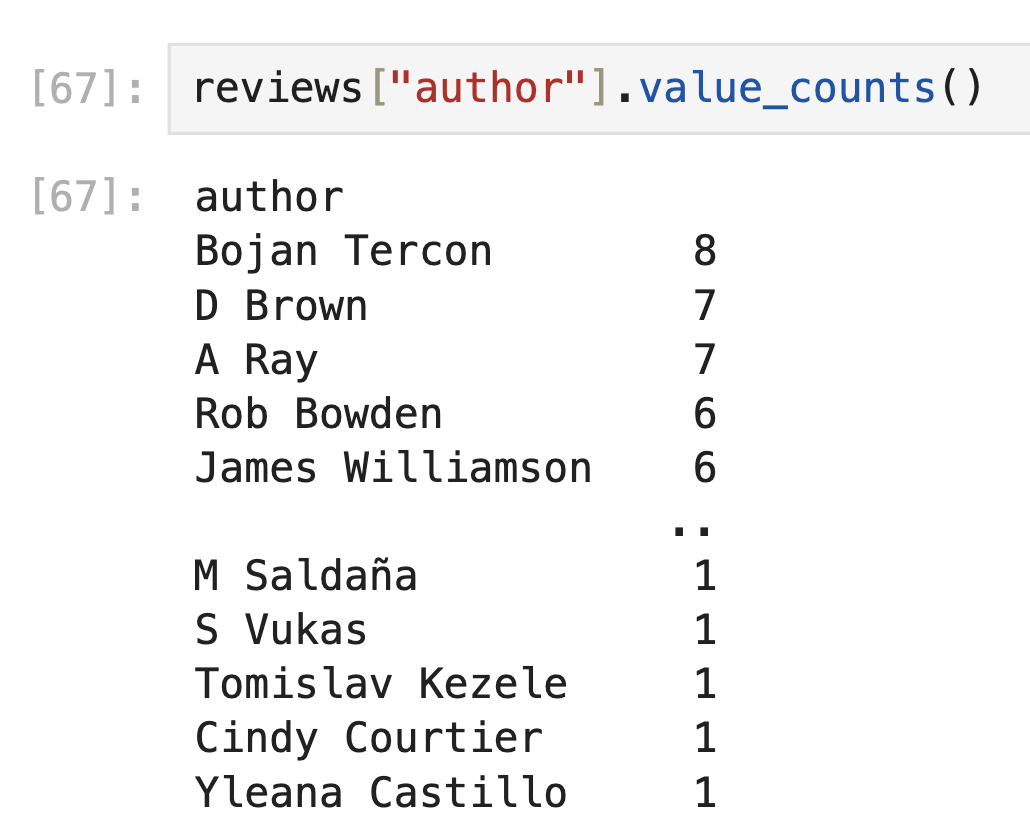 [67]: reviews["author"].value_counts()
[67]: author
Bojan Tercon 8
D Brown 7
A Ray 7
Rob Bowden 6
James Williamson 6
..
M Saldaña 1
S Vukas 1
Tomislav Kezele 1
Cindy Courtier 1
Yleana Castillo 1